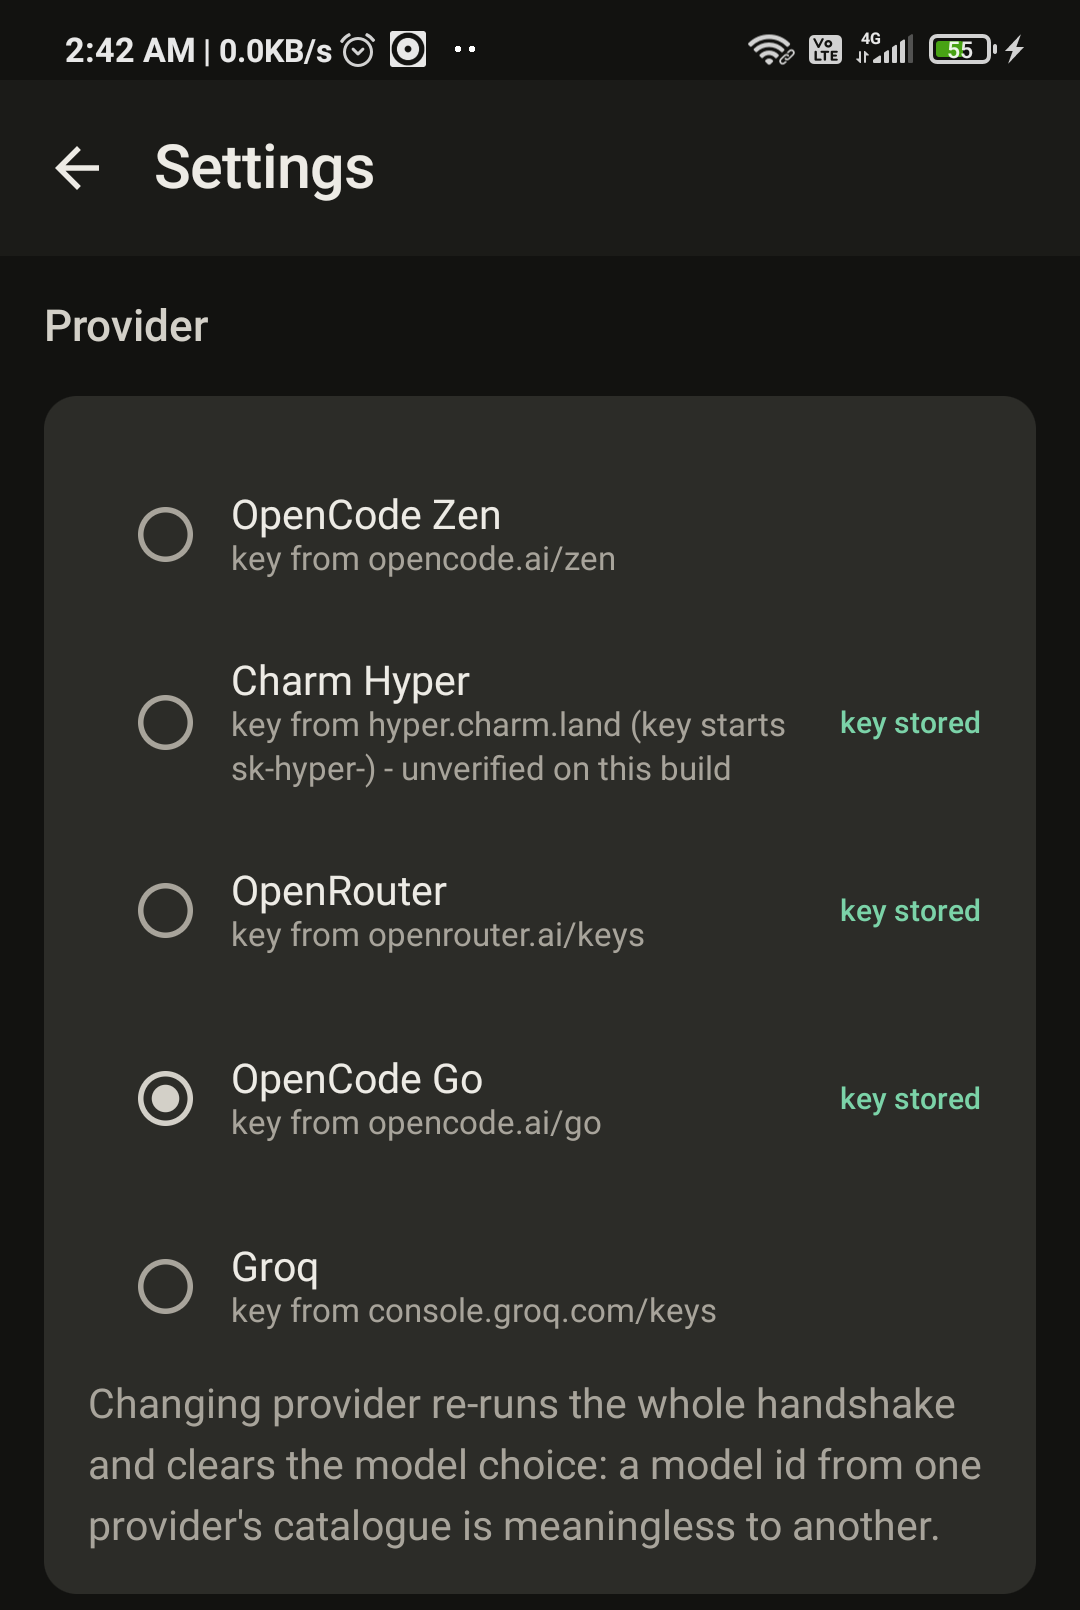 2:42 AM | 0.0KB/s
Vo LTE 4G 55
Settings
Provider
OpenCode Zen
key from opencode.ai/zen
Charm Hyper
key from hyper.charm.land (key starts
sk-hyper-) - unverified on this build
key stored
OpenRouter
key from openrouter.ai/keys
key stored
OpenCode Go
key from opencode.ai/go
key stored
Groq
key from console.groq.com/keys
Changing provider re-runs the whole handshake
and clears the model choice: a model id from one
provider's catalogue is meaningless to another.